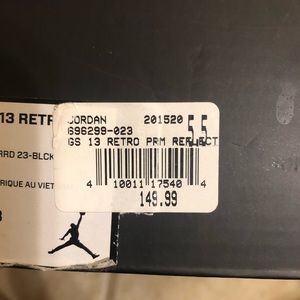 13 RETR
RRD 23-BLCK
RIQUE AU VIET
3
JORDAN 201520
696299-023 5.5
GS 13 RETRO PRM REFLECT
4 10011 17540 4
149.99